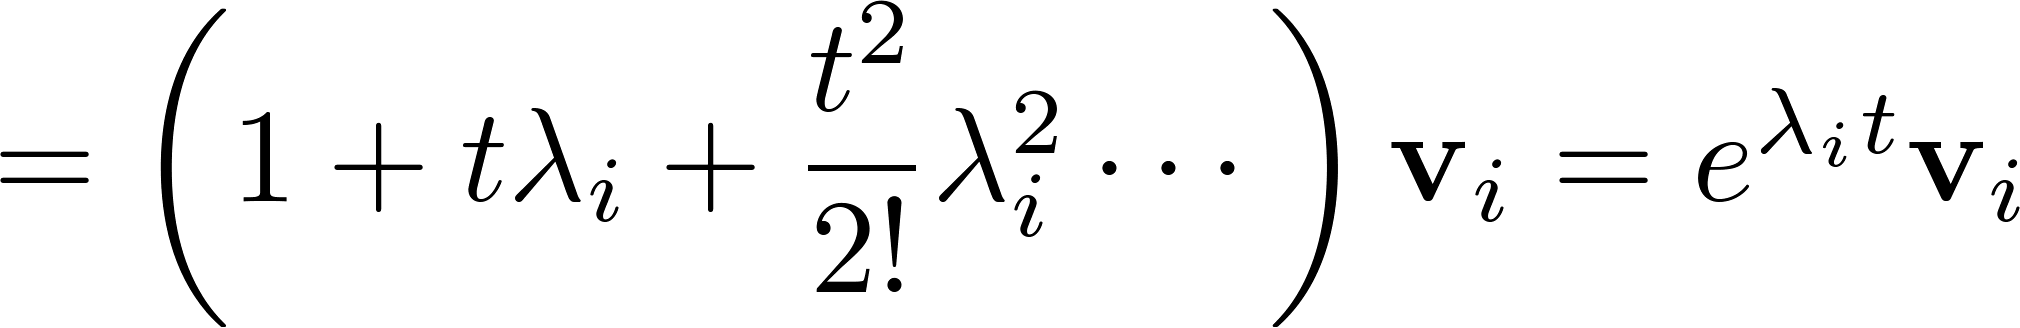 $= \left( 1 + t\lambda_i + \frac{t^2}{2!} \lambda_i^2 \cdots \right) \mathbf{v}_i = e^{\lambda_i t} \mathbf{v}_i$